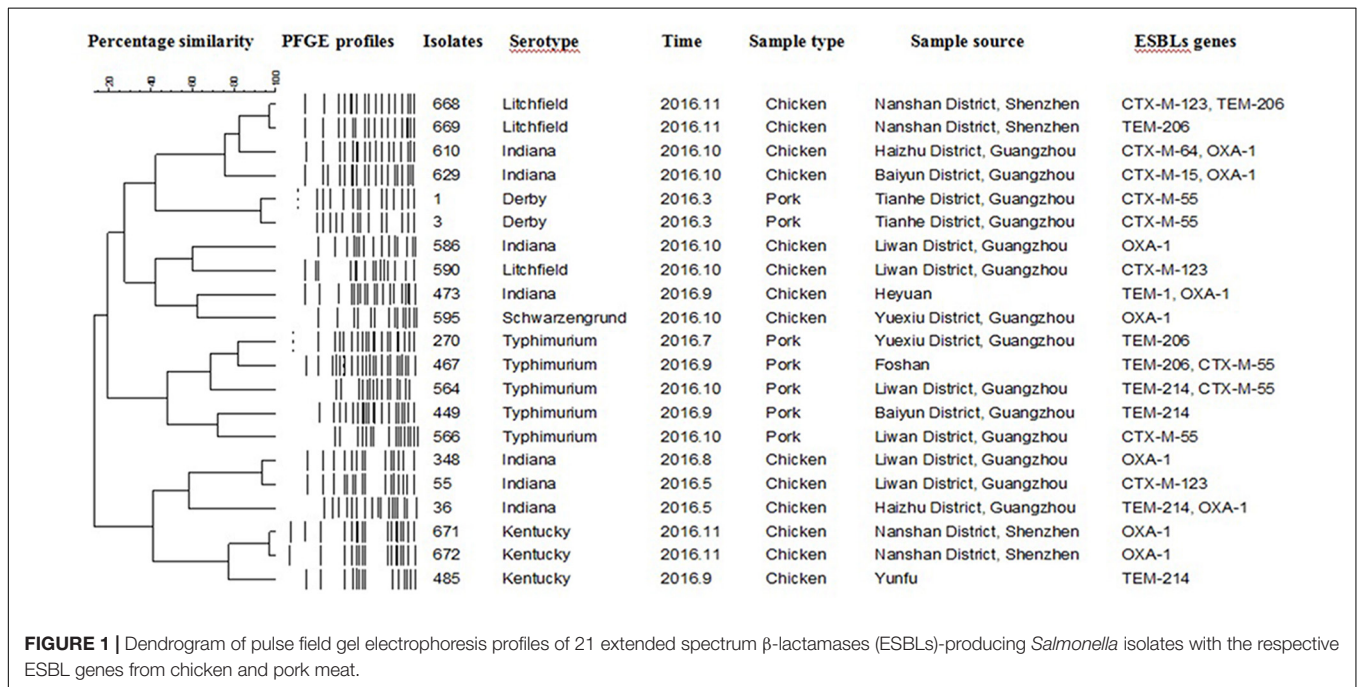 Percentage similarity PFGE profiles Isolates Serotype Time Sample type Sample source ESBLs genes
20 40 60 80 100
668 Litchfield 2016.11 Chicken Nanshan District, Shenzhen CTX-M-123, TEM-206
669 Litchfield 2016.11 Chicken Nanshan District, Shenzhen TEM-206
610 Indiana 2016.10 Chicken Haizhu District, Guangzhou CTX-M-64, OXA-1
629 Indiana 2016.10 Chicken Baiyun District, Guangzhou CTX-M-15, OXA-1
1 Derby 2016.3 Pork Tianhe District, Guangzhou CTX-M-55
3 Derby 2016.3 Pork Tianhe District, Guangzhou CTX-M-55
586 Indiana 2016.10 Chicken Liwan District, Guangzhou OXA-1
590 Litchfield 2016.10 Chicken Liwan District, Guangzhou CTX-M-123
473 Indiana 2016.9 Chicken Heyuan TEM-1, OXA-1
595 Schwarzengrund 2016.10 Chicken Yuexiu District, Guangzhou OXA-1
270 Typhimurium 2016.7 Pork Yuexiu District, Guangzhou TEM-206
467 Typhimurium 2016.9 Pork Foshan TEM-206, CTX-M-55
564 Typhimurium 2016.10 Pork Liwan District, Guangzhou TEM-214, CTX-M-55
449 Typhimurium 2016.9 Pork Baiyun District, Guangzhou TEM-214
566 Typhimurium 2016.10 Pork Liwan District, Guangzhou CTX-M-55
348 Indiana 2016.8 Chicken Liwan District, Guangzhou OXA-1
55 Indiana 2016.5 Chicken Liwan District, Guangzhou CTX-M-123
36 Indiana 2016.5 Chicken Haizhu District, Guangzhou TEM-214, OXA-1
671 Kentucky 2016.11 Chicken Nanshan District, Shenzhen OXA-1
672 Kentucky 2016.11 Chicken Nanshan District, Shenzhen OXA-1
485 Kentucky 2016.9 Chicken Yunfu TEM-214
FIGURE 1 | Dendrogram of pulse field gel electrophoresis profiles of 21 extended spectrum β-lactamases (ESBLs)-producing Salmonella isolates with the respective
ESBL genes from chicken and pork meat.